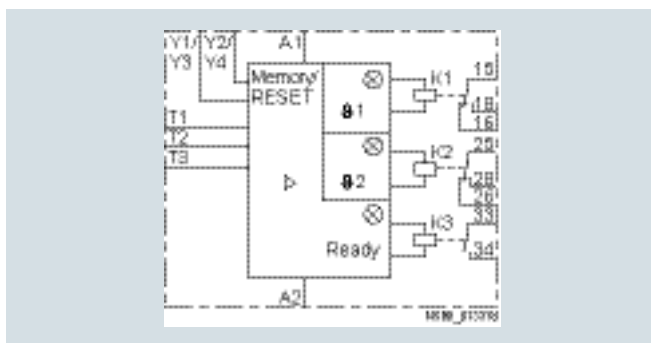 Y1/ Y2/ A1
Y3 Y4
Memory/
RESET
K1
15
18
16
T1
T2
T3
ϑ1
K2
25
28
26
ϑ2
K3
33
34
Ready
A2